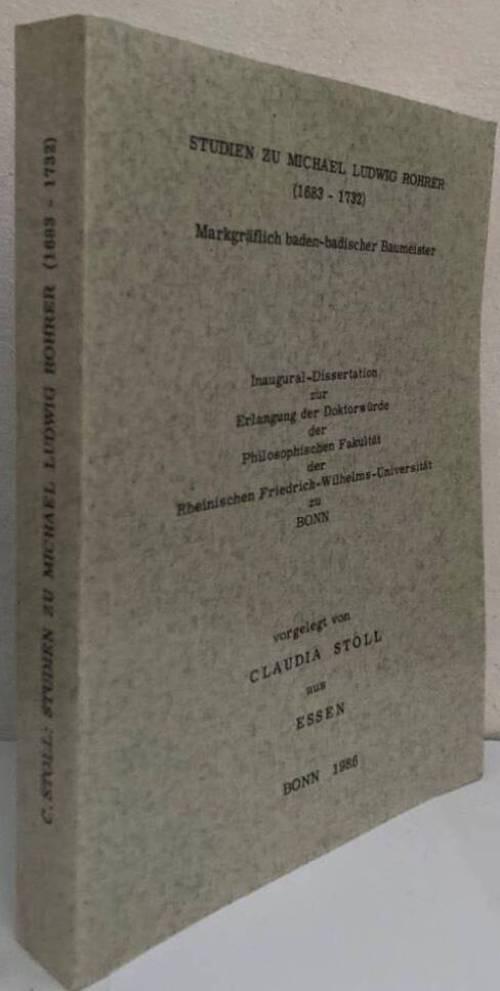 C. STOLL: STUDIEN ZU MICHAEL LUDWIG ROHRER (1683 - 1732)
STUDIEN ZU MICHAEL LUDWIG ROHRER
(1683 - 1732)
Markgräflich baden-badischer Baumeister
Inaugural-Dissertation
zur
Erlangung der Doktorwürde
der
Philosophischen Fakultät
der
Rheinischen Friedrich-Wilhelms-Universität
zu
BONN
vorgelegt von
CLAUDIA STOLL
aus
ESSEN
BONN 1986